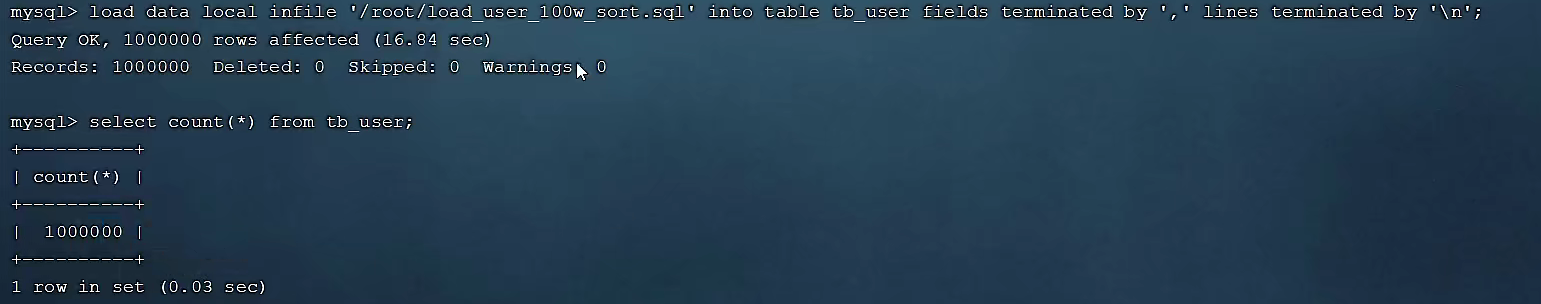 mysql> load data local infile '/root/load_user_100w_sort.sql' into table tb_user fields terminated by ',' lines terminated by '\n';
Query OK, 1000000 rows affected (16.84 sec)
Records: 1000000  Deleted: 0  Skipped: 0  Warnings: 0
mysql> select count(*) from tb_user;
+----------+
| count(*) |
+----------+
|  1000000 |
+----------+
1 row in set (0.03 sec)